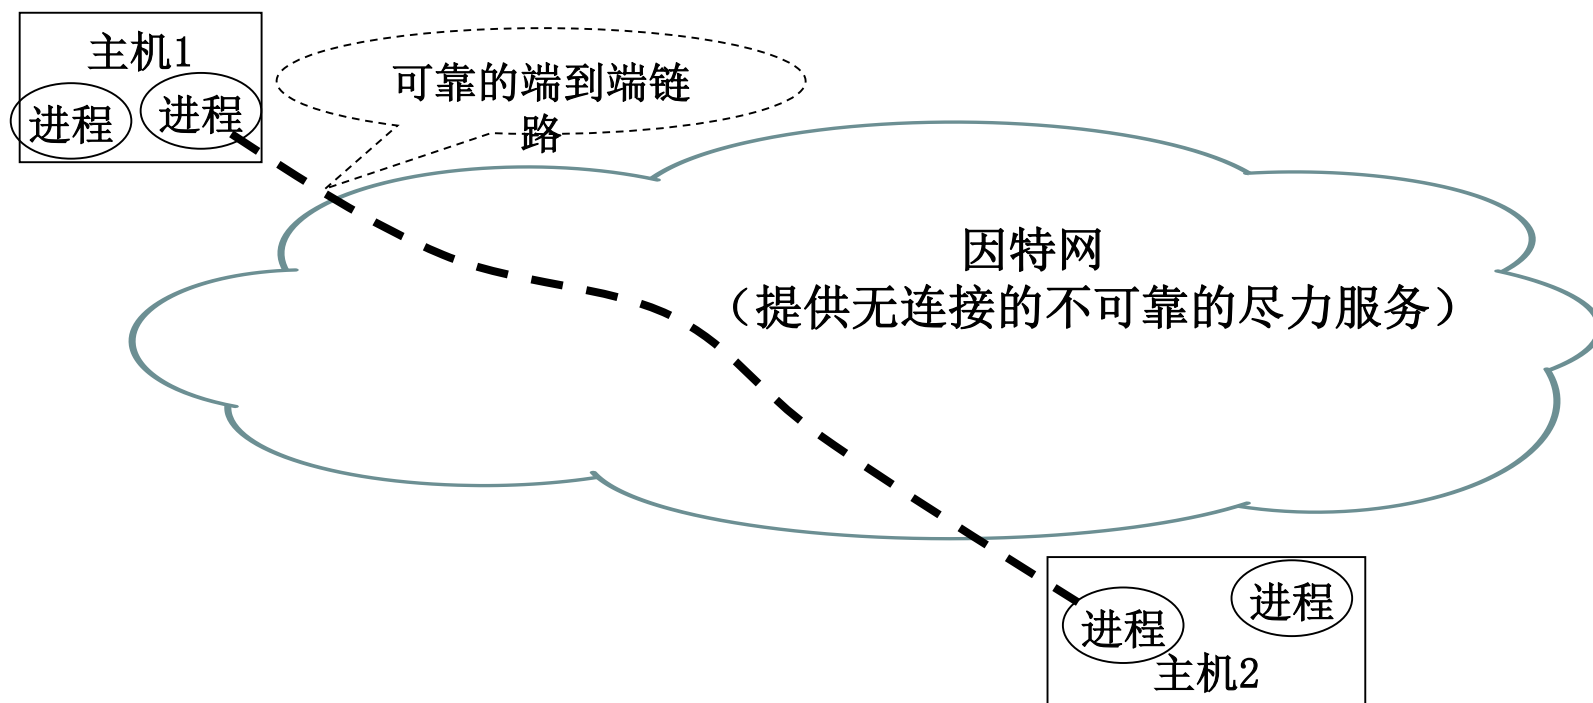 主机1
进程
进程
可靠的端到端链
路
因特网
（提供无连接的不可靠的尽力服务）
进程
进程
主机2